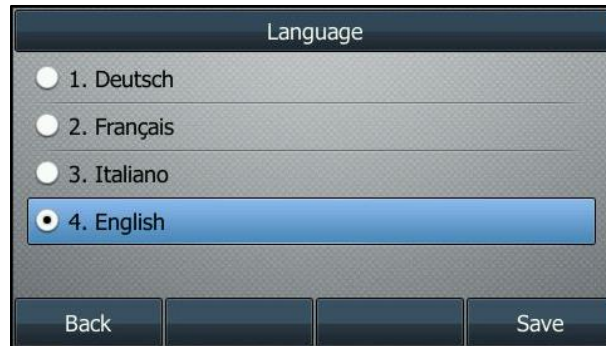 Language
1. Deutsch
2. Français
3. Italiano
4. English
Back Save